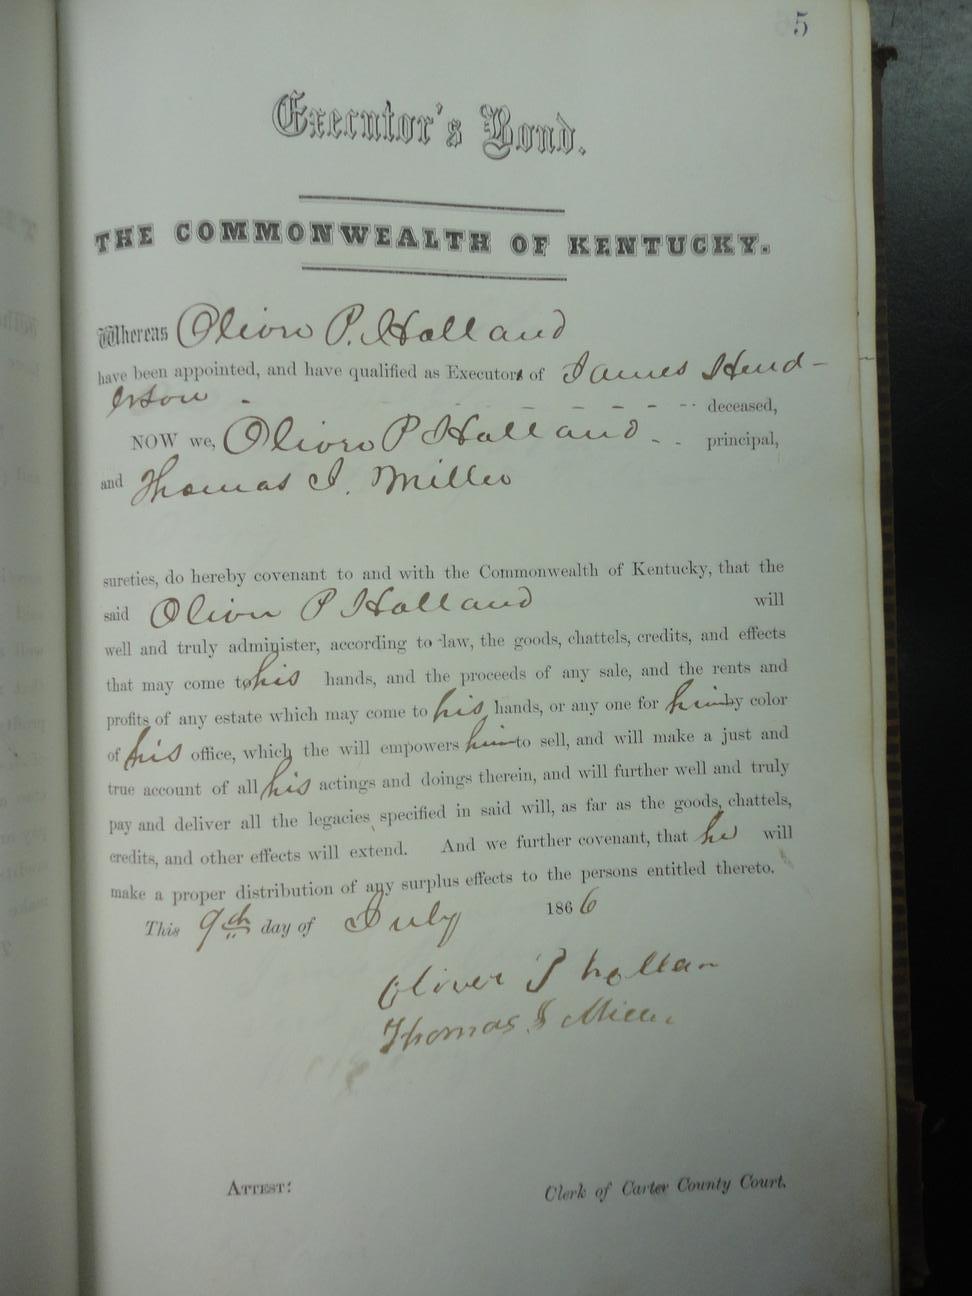 5
Executor's Bond.
THE COMMONWEALTH OF KENTUCKY.
Whereas Oliver P. Holland
have been appointed, and have qualified as Executors of James Hend-
erson - deceased,
NOW we, Oliver P Holland principal,
and Thomas J. Miller
sureties, do hereby covenant to and with the Commonwealth of Kentucky, that the
said Oliver P Holland will
well and truly administer, according to law, the goods, chattels, credits, and effects
that may come to his hands, and the proceeds of any sale, and the rents and
profits of any estate which may come to his hands, or any one for him by color
of his office, which the will empowers him to sell, and will make a just and
true account of all his actings and doings therein, and will further well and truly
pay and deliver all the legacies specified in said will, as far as the goods, chattels,
credits, and other effects will extend. And we further covenant, that he will
make a proper distribution of any surplus effects to the persons entitled thereto.
This 9th day of July 1866
Oliver P hollan
Thomas J Miller
ATTEST: Clerk of Carter County Court.